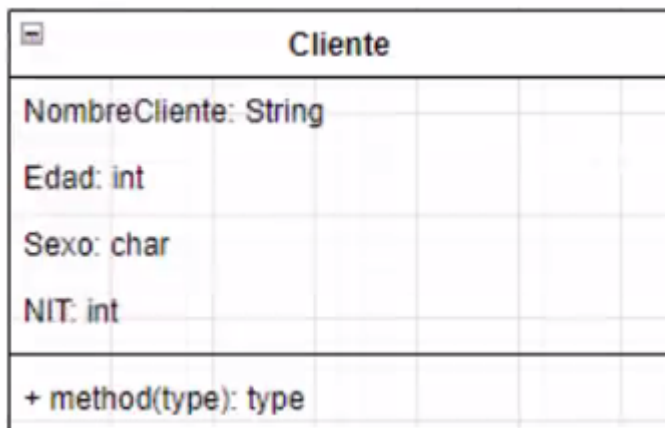 Cliente
NombreCliente: String
Edad: int
Sexo: char
NIT: int
+ method(type): type